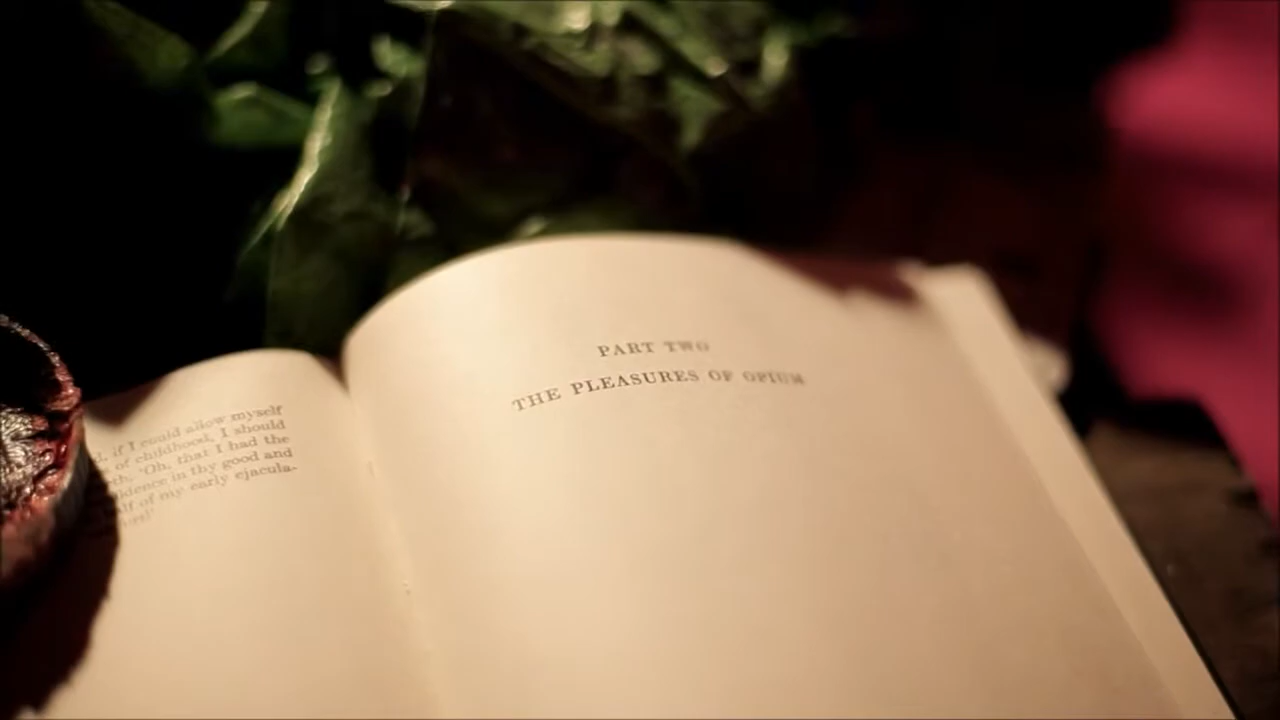 if I could allow myself
of childhood, I should
'Oh, that I had the
in thy good and
of my early ejacula-
PART TWO
THE PLEASURES OF OPIUM